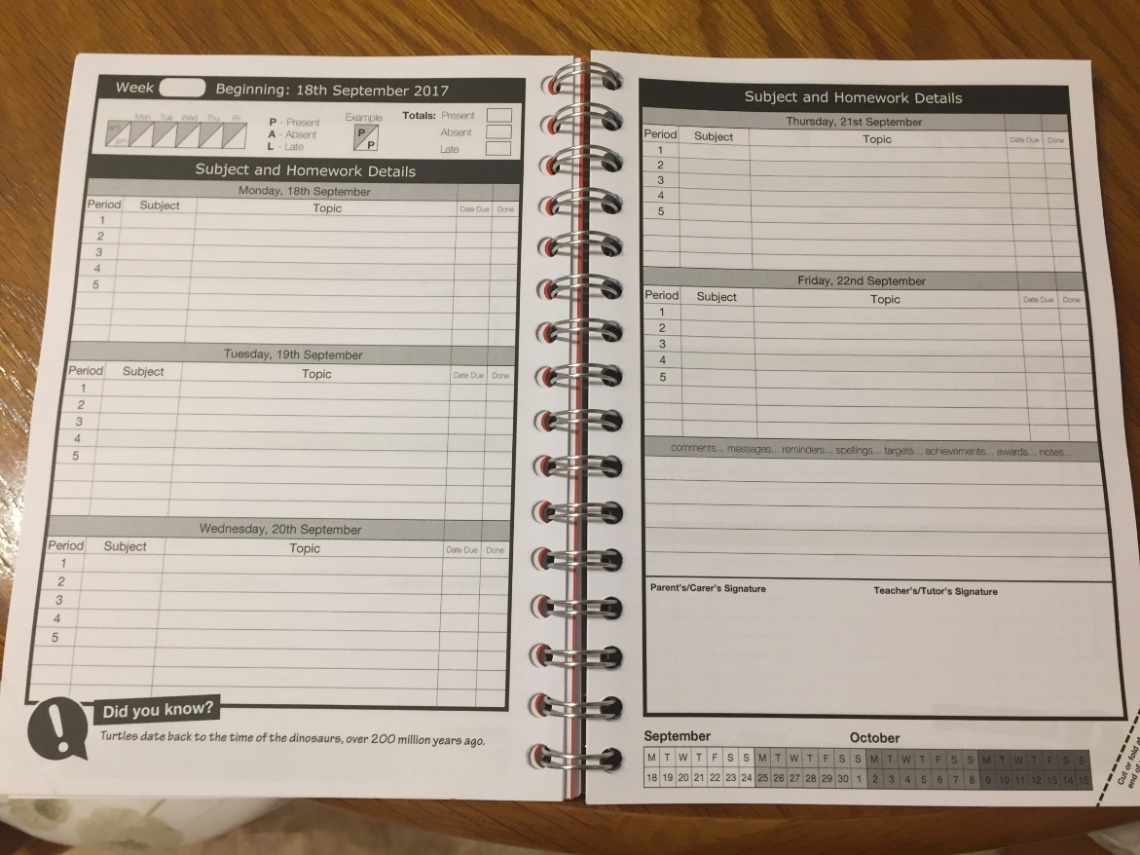 Week Beginning: 18th September 2017
Mon Tue Wed Thu Fri
am
pm
P - Present
A - Absent
L - Late
Example
P
P
Totals: Present
Absent
Late
Subject and Homework Details
Monday, 18th September
Period Subject Topic Date Due Done
1
2
3
4
5
Tuesday, 19th September
Period Subject Topic Date Due Done
1
2
3
4
5
Wednesday, 20th September
Period Subject Topic Date Due Done
1
2
3
4
5
Did you know?
Turtles date back to the time of the dinosaurs, over 200 million years ago.
Subject and Homework Details
Thursday, 21st September
Period Subject Topic Date Due Done
1
2
3
4
5
Friday, 22nd September
Period Subject Topic Date Due Done
1
2
3
4
5
comments... messages... reminders... spellings... targets... achievements... awards... notes...
Parent's/Carer's Signature Teacher's/Tutor's Signature
September October
M T W T F S S M T W T F S S M T W T F S S M T W T F S S
18 19 20 21 22 23 24 25 26 27 28 29 30 1 2 3 4 5 6 7 8 9 10 11 12 13 14 15
Cut or fold
end of